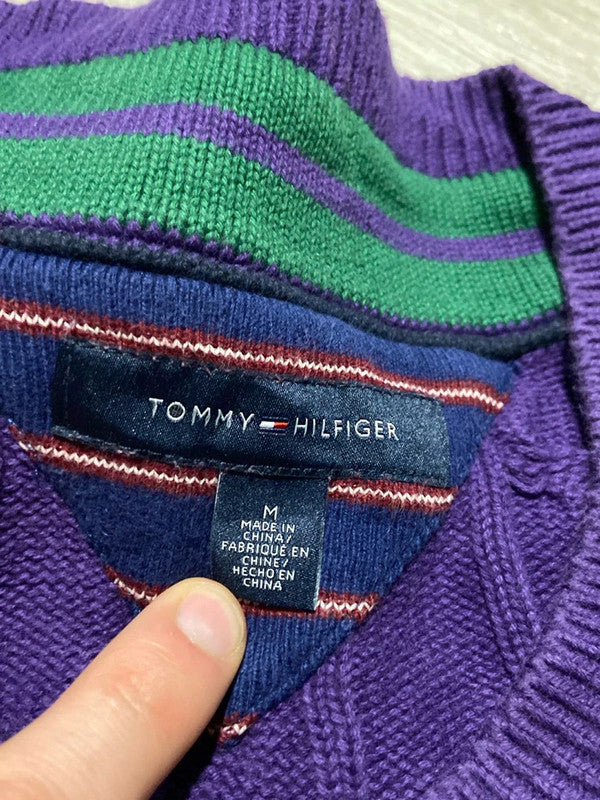 TOMMY HILFIGER
M
MADE IN
CHINA/
FABRIQUÉ EN
CHINE/
HECHO EN
CHINA